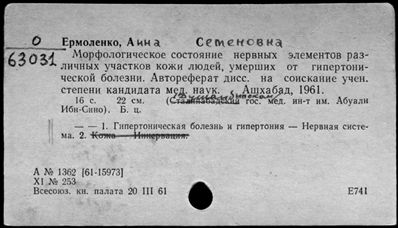 О
63031
Ермоленко, Анна Семеновна
Морфологическое состояние нервных элементов раз-
личных участков кожи людей, умерших от гипертони-
ческой болезни. Автореферат дисс. на соискание учен.
степени кандидата мед. наук. Ашхабад, 1961.
Душанбинский
16 с. 22 см. (Сталинабадский гос. мед. ин-т им. Абуали
Ибн-Сино). Б. ц.
— — 1. Гипертоническая болезнь и гипертония — Нервная систе-
ма. 2. Кожа — Иннервация.
А № 1362 [61-15973]
XI № 253
Всесоюз. кн. палата 20 III 61 Е741